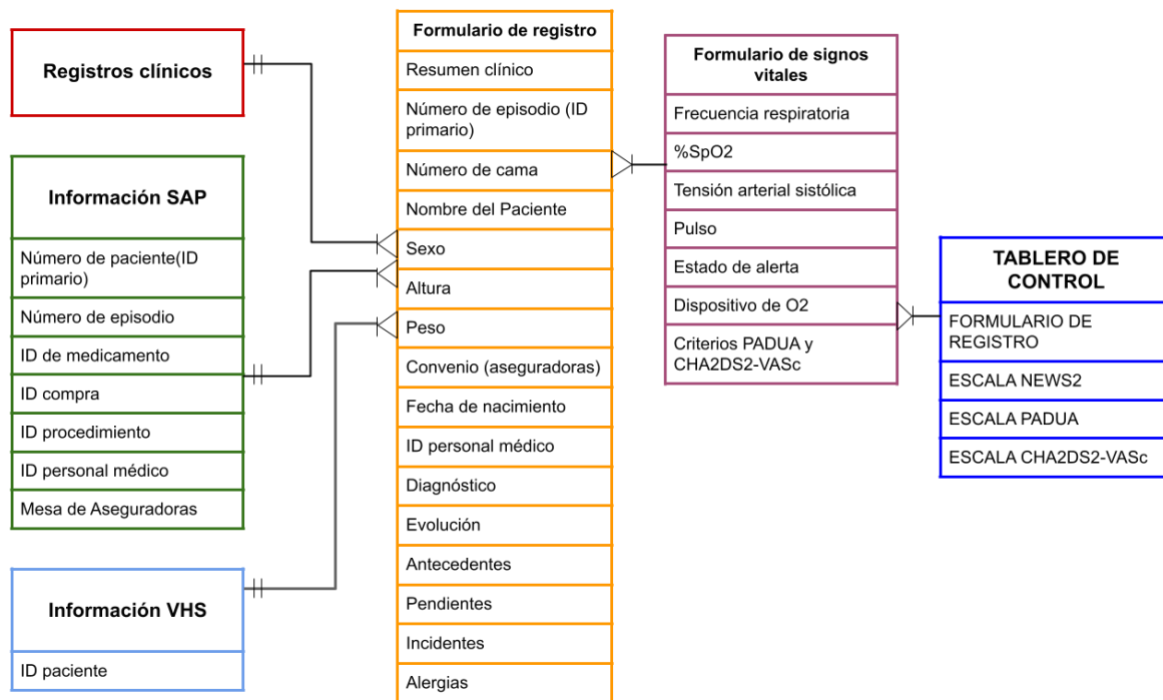 Registros clínicos
Información SAP
Número de paciente(ID
primario)
Número de episodio
ID de medicamento
ID compra
ID procedimiento
ID personal médico
Mesa de Aseguradoras
Información VHS
ID paciente
Formulario de registro
Resumen clínico
Número de episodio (ID
primario)
Número de cama
Nombre del Paciente
Sexo
Altura
Peso
Convenio (aseguradoras)
Fecha de nacimiento
ID personal médico
Diagnóstico
Evolución
Antecedentes
Pendientes
Incidentes
Alergias
Formulario de signos
vitales
Frecuencia respiratoria
%SpO2
Tensión arterial sistólica
Pulso
Estado de alerta
Dispositivo de O2
Criterios PADUA y
CHA2DS2-VASc
TABLERO DE
CONTROL
FORMULARIO DE
REGISTRO
ESCALA NEWS2
ESCALA PADUA
ESCALA CHA2DS2-VASc